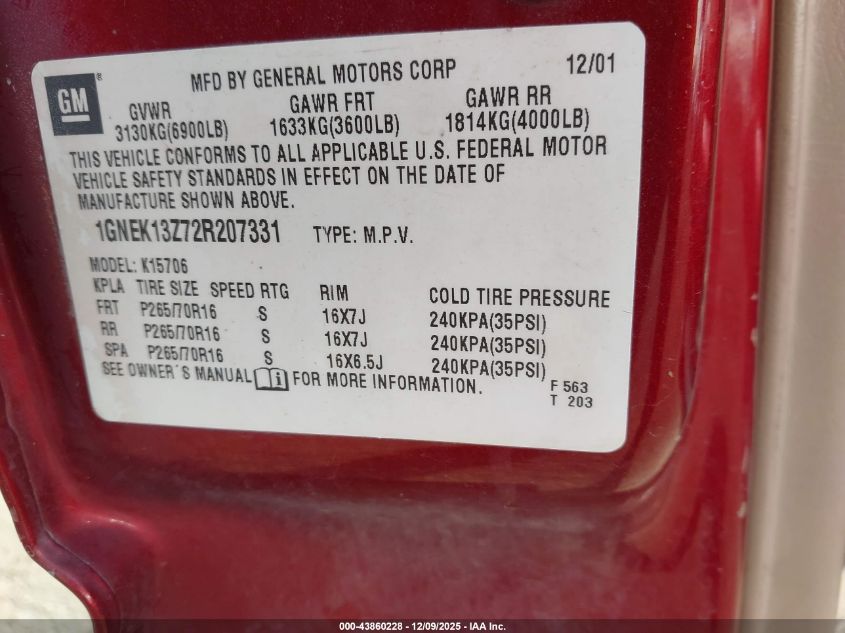 MFD BY GENERAL MOTORS CORP 12/01
GM ®
GVWR GAWR FRT GAWR RR
3130KG(6900LB) 1633KG(3600LB) 1814KG(4000LB)
THIS VEHICLE CONFORMS TO ALL APPLICABLE U.S. FEDERAL MOTOR
VEHICLE SAFETY STANDARDS IN EFFECT ON THE DATE OF
MANUFACTURE SHOWN ABOVE.
1GNEK13Z72R207331 TYPE: M.P.V.
MODEL: K15706
KPLA TIRE SIZE SPEED RTG RIM COLD TIRE PRESSURE
FRT P265/70R16 S 16X7J 240KPA(35PSI)
RR P265/70R16 S 16X7J 240KPA(35PSI)
SPA P265/70R16 S 16X6.5J 240KPA(35PSI)
SEE OWNER'S MANUAL i FOR MORE INFORMATION.
F 563
T 203
000-43860228 - 12/09/2025 - IAA Inc.